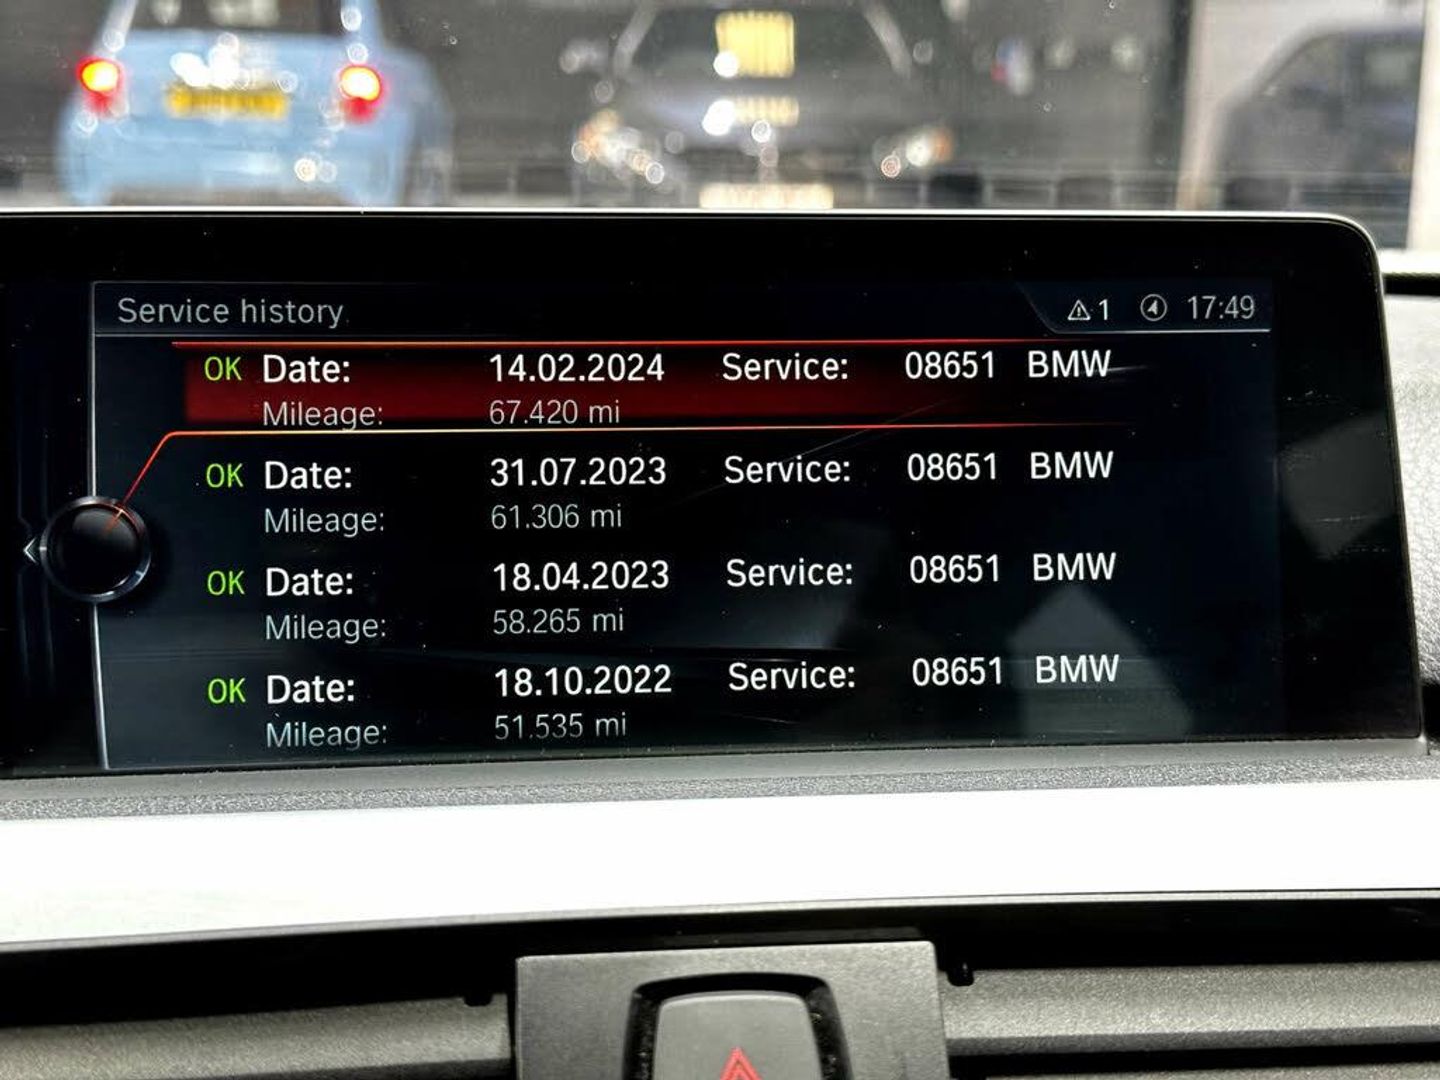 Service history 1 17:49
OK Date: 14.02.2024 Service: 08651 BMW
Mileage: 67.420 mi
OK Date: 31.07.2023 Service: 08651 BMW
Mileage: 61.306 mi
OK Date: 18.04.2023 Service: 08651 BMW
Mileage: 58.265 mi
OK Date: 18.10.2022 Service: 08651 BMW
Mileage: 51.535 mi